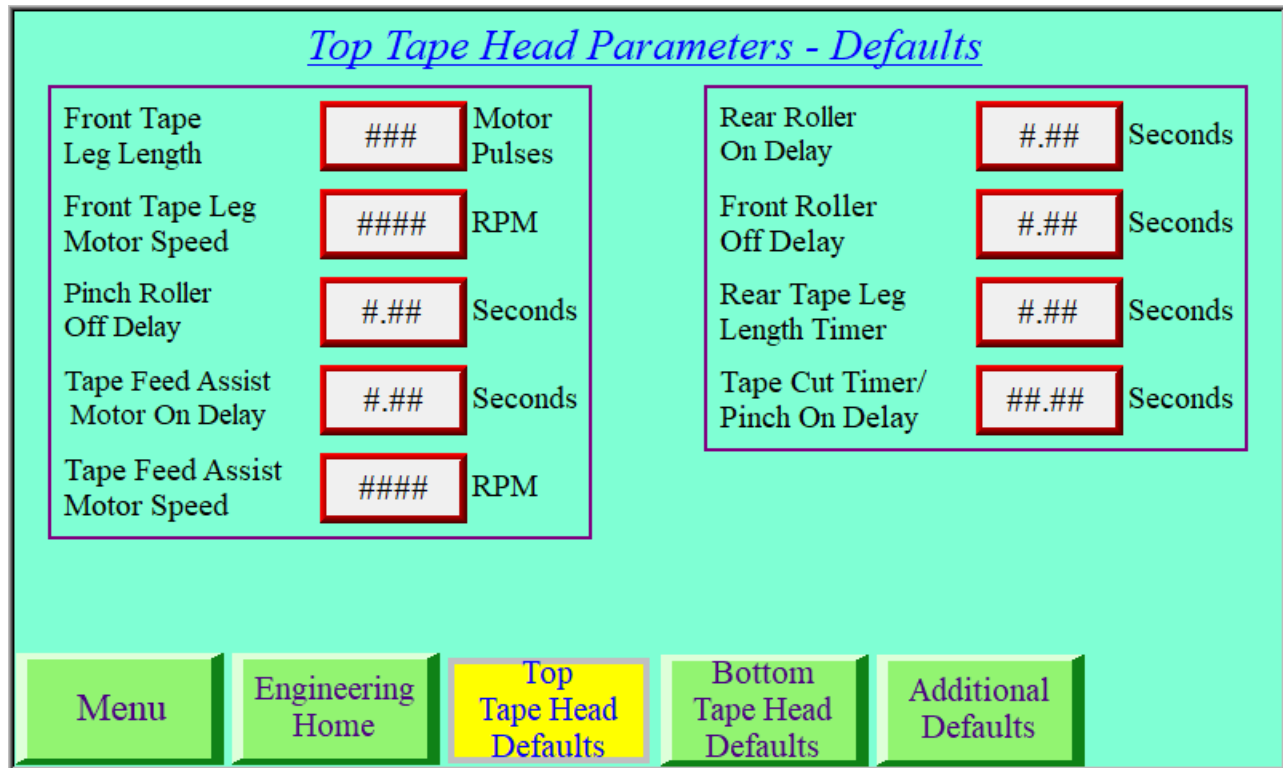 Top Tape Head Parameters - Defaults
Front Tape
Leg Length
###
Motor
Pulses
Front Tape Leg
Motor Speed
####
RPM
Pinch Roller
Off Delay
#.##
Seconds
Tape Feed Assist
Motor On Delay
#.##
Seconds
Tape Feed Assist
Motor Speed
####
RPM
Rear Roller
On Delay
#.##
Seconds
Front Roller
Off Delay
#.##
Seconds
Rear Tape Leg
Length Timer
#.##
Seconds
Tape Cut Timer/
Pinch On Delay
##.##
Seconds
Menu
Engineering
Home
Top
Tape Head
Defaults
Bottom
Tape Head
Defaults
Additional
Defaults